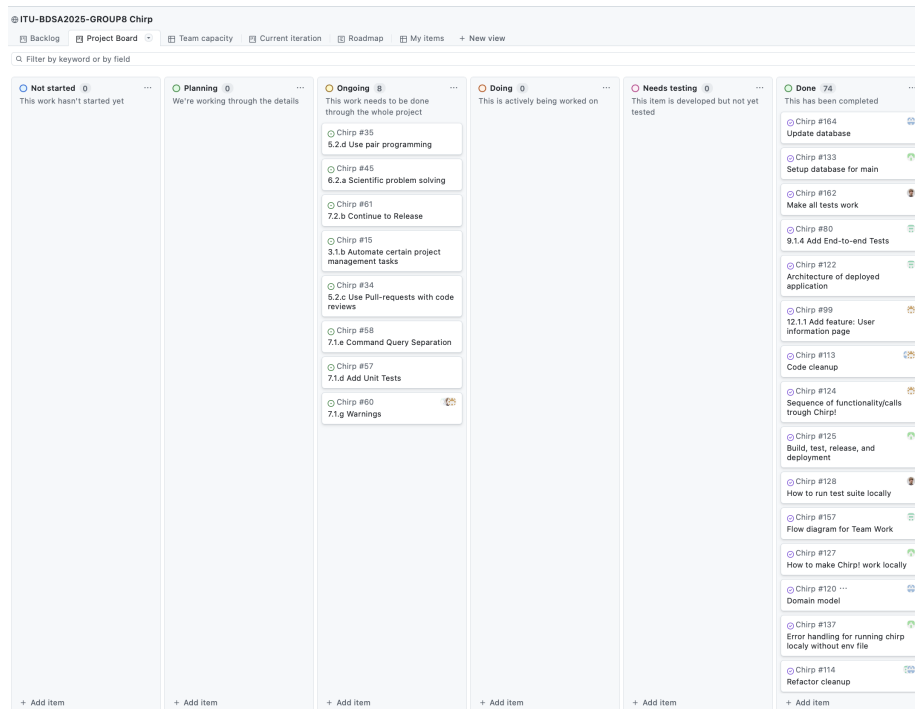 ITU-BDSA2025-GROUP8 Chirp
Backlog
Project Board
Team capacity
Current iteration
Roadmap
My items
+ New view
Filter by keyword or by field
Not started 0
This work hasn't started yet
+ Add item
Planning 0
We're working through the details
+ Add item
Ongoing 8
This work needs to be done
through the whole project
Chirp #35
5.2.d Use pair programming
Chirp #45
6.2.a Scientific problem solving
Chirp #61
7.2.b Continue to Release
Chirp #15
3.1.b Automate certain project
management tasks
Chirp #34
5.2.c Use Pull-requests with code
reviews
Chirp #58
7.1.e Command Query Separation
Chirp #57
7.1.d Add Unit Tests
Chirp #60
7.1.g Warnings
+ Add item
Doing 0
This is actively being worked on
+ Add item
Needs testing 0
This item is developed but not yet
tested
+ Add item
Done 74
This has been completed
Chirp #164
Update database
Chirp #133
Setup database for main
Chirp #162
Make all tests work
Chirp #80
9.1.4 Add End-to-end Tests
Chirp #122
Architecture of deployed
application
Chirp #99
12.1.1 Add feature: User
information page
Chirp #113
Code cleanup
Chirp #124
Sequence of functionality/calls
trough Chirp!
Chirp #125
Build, test, release, and
deployment
Chirp #128
How to run test suite locally
Chirp #157
Flow diagram for Team Work
Chirp #127
How to make Chirp! work locally
Chirp #120
Domain model
Chirp #137
Error handling for running chirp
localy without env file
Chirp #114
Refactor cleanup
+ Add item